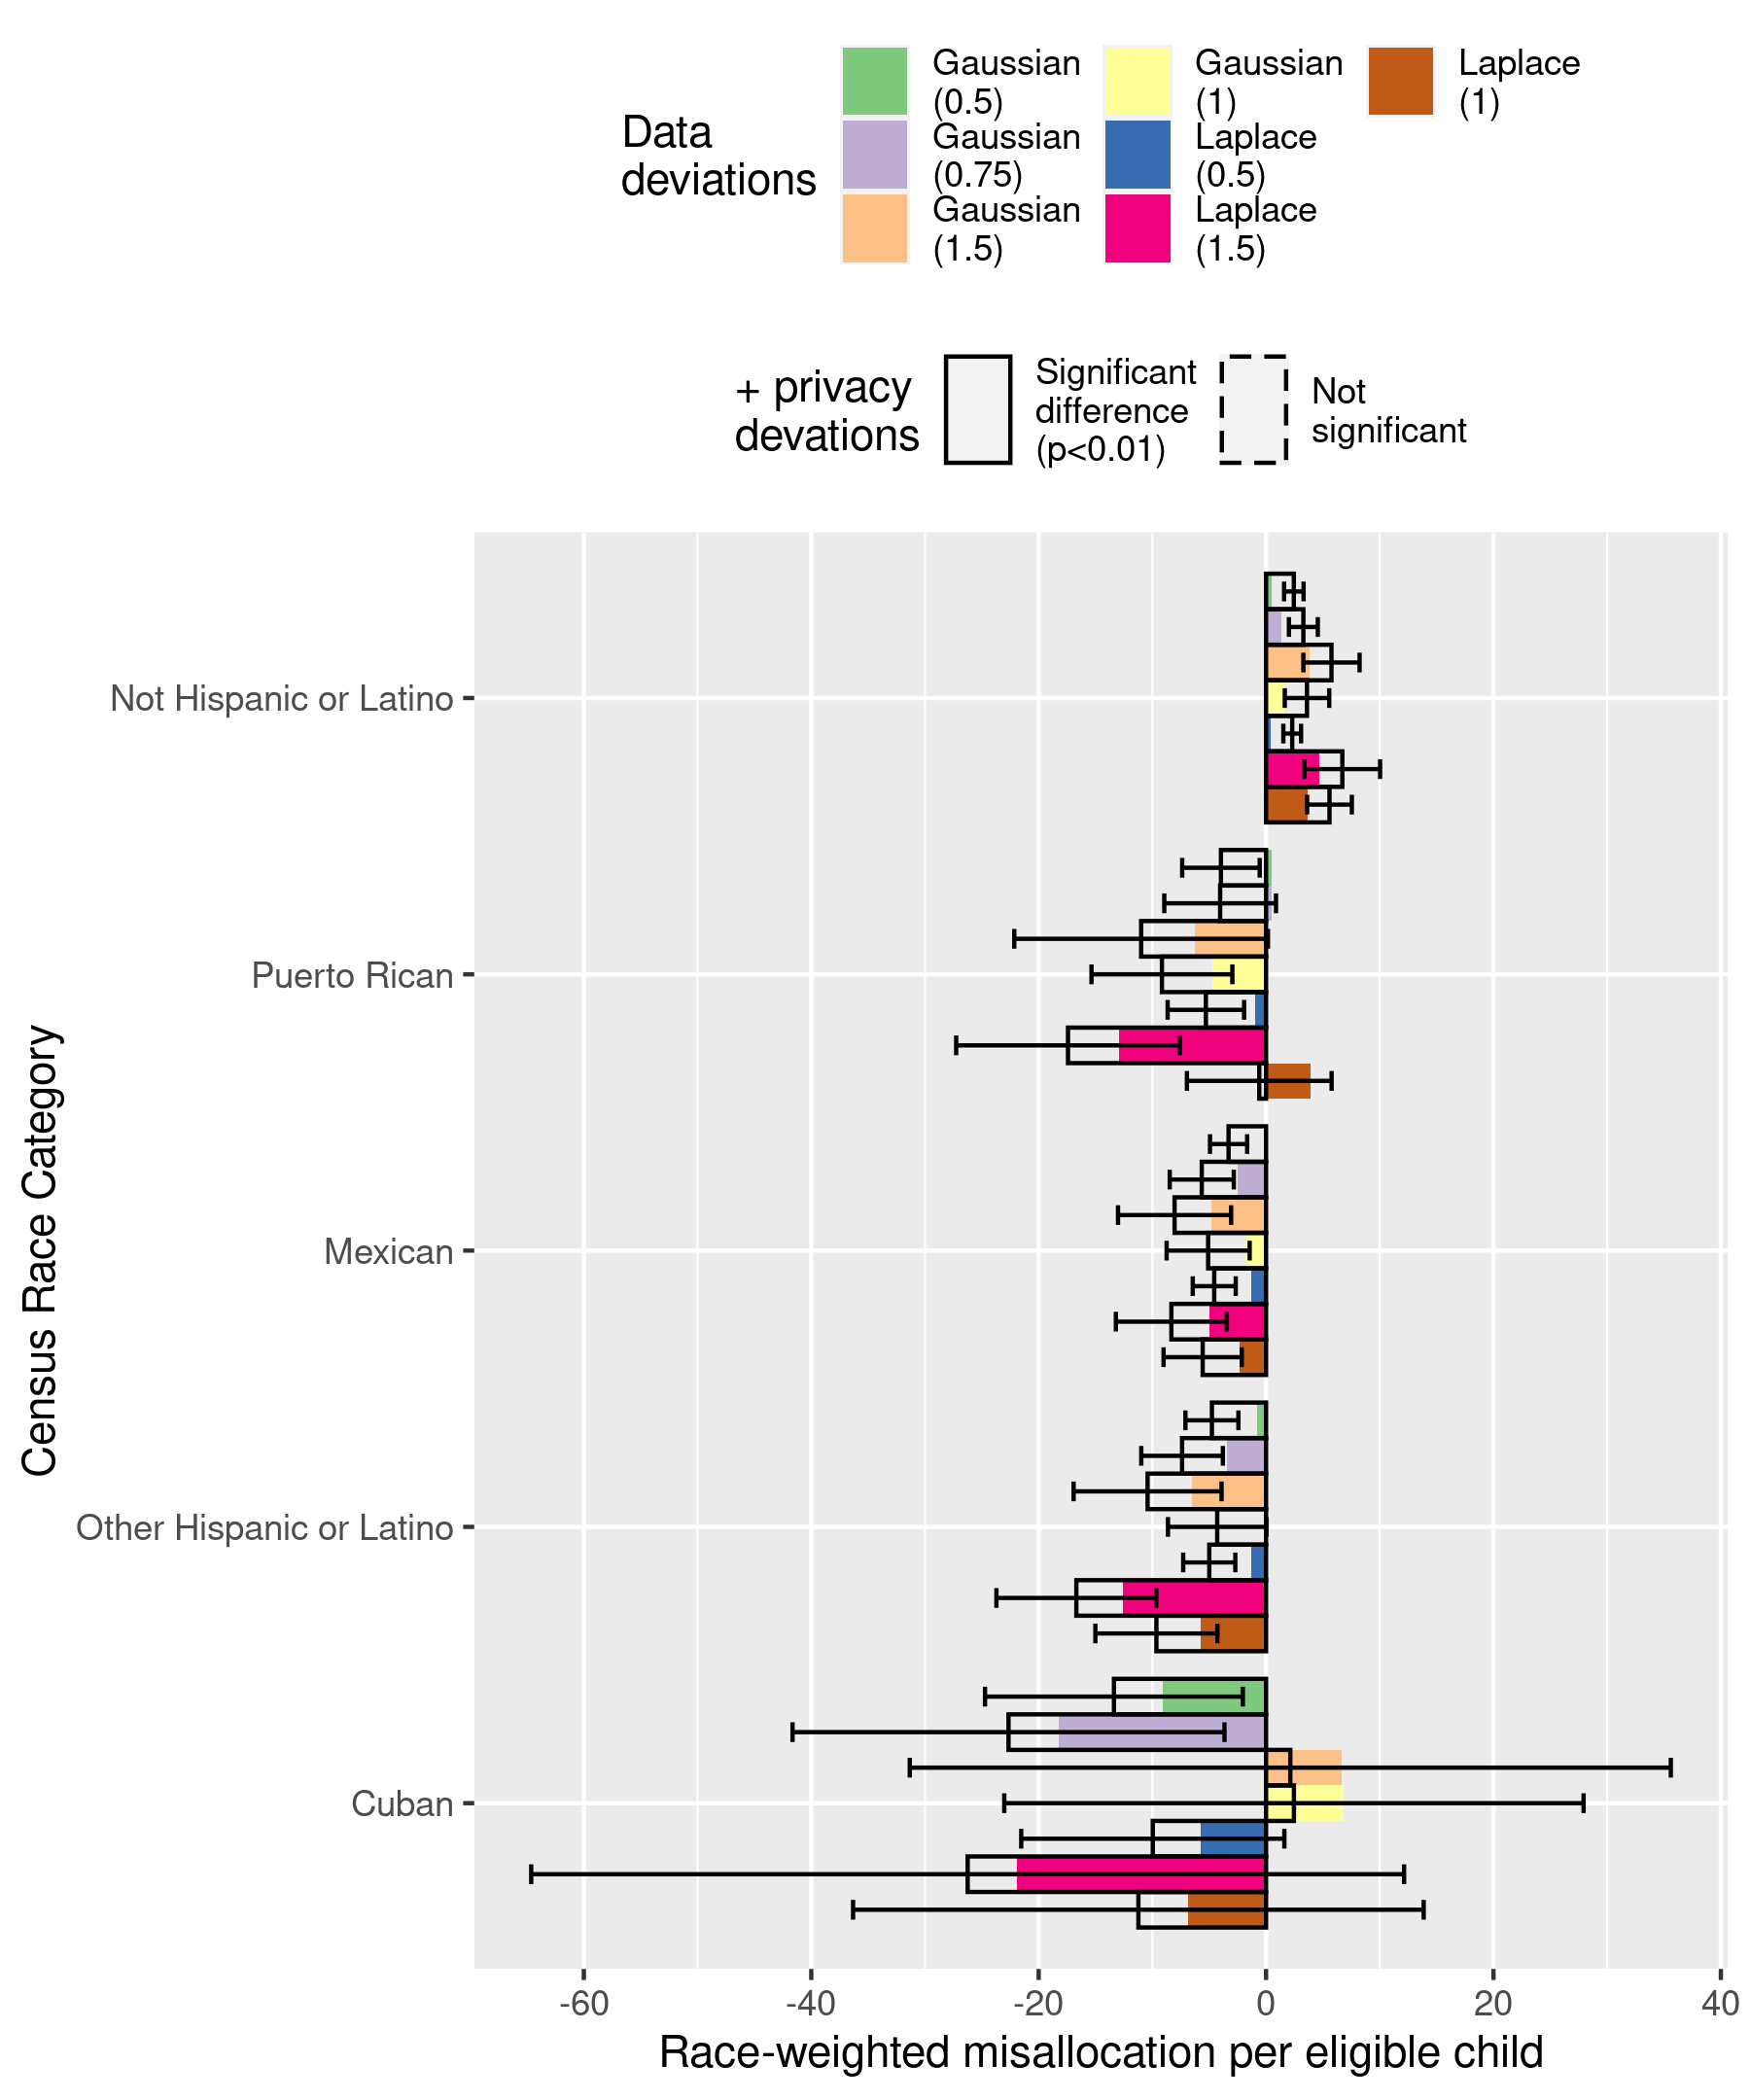 Data
deviations
Gaussian
(0.5)
Gaussian
(0.75)
Gaussian
(1.5)
Gaussian
(1)
Laplace
(0.5)
Laplace
(1.5)
Laplace
(1)
+ privacy
devations
Significant
difference
(p<0.01)
Not
significant
Census Race Category
Not Hispanic or Latino
Puerto Rican
Mexican
Other Hispanic or Latino
Cuban
-60
-40
-20
0
20
40
Race-weighted misallocation per eligible child